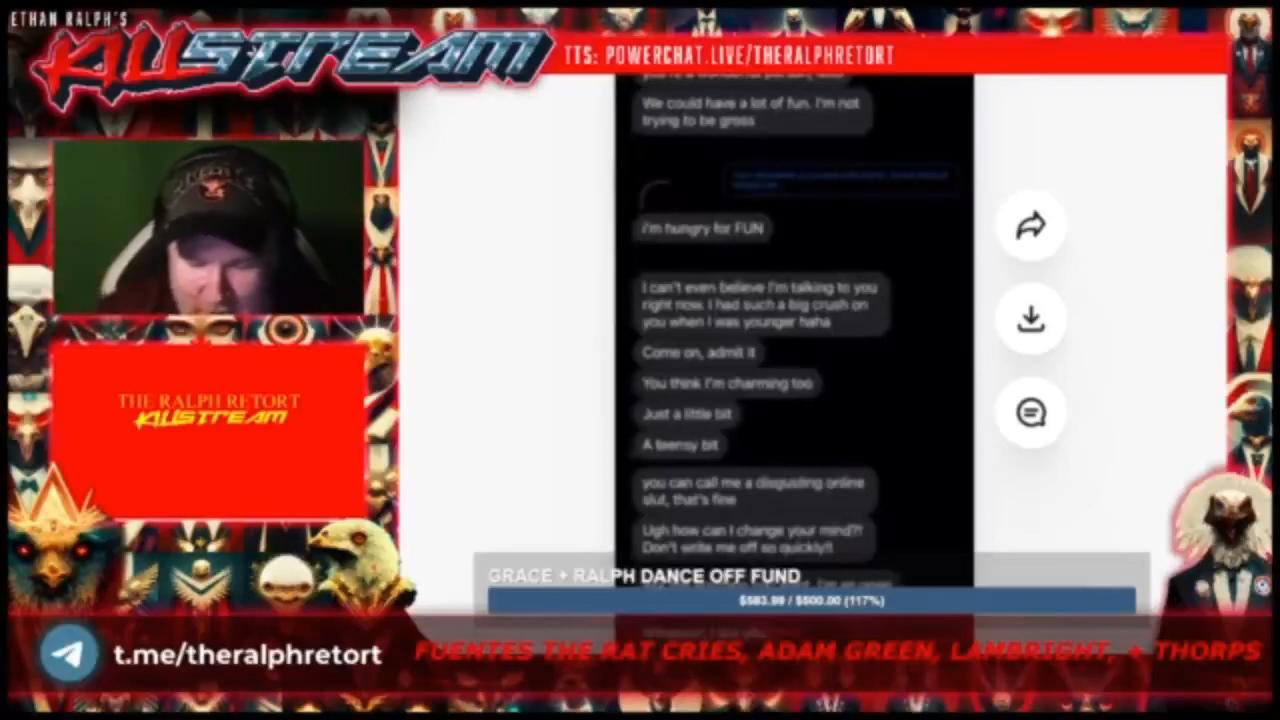 ETHAN RALPH'S
KILLSTREAM
TTS: POWERCHAT.LIVE/THERALPHRETORT
We could have a lot of fun. I'm not
trying to be gross
i'm hungry for FUN
I can't even believe I'm talking to you
right now. I had such a big crush on
you when I was younger haha
Come on, admit it
You think I'm charming too
Just a little bit
A teensy bit
you can call me a disgusting online
slut, that's fine
Ugh how can I change your mind?!
Don't write me off so quickly!!
THE RALPH RETORT
KILLSTREAM
GRACE + RALPH DANCE OFF FUND
$583.99 / $500.00 (117%)
t.me/theralphretort
FUENTES THE RAT CRIES, ADAM GREEN, LAMBRIGHT, + THORPS